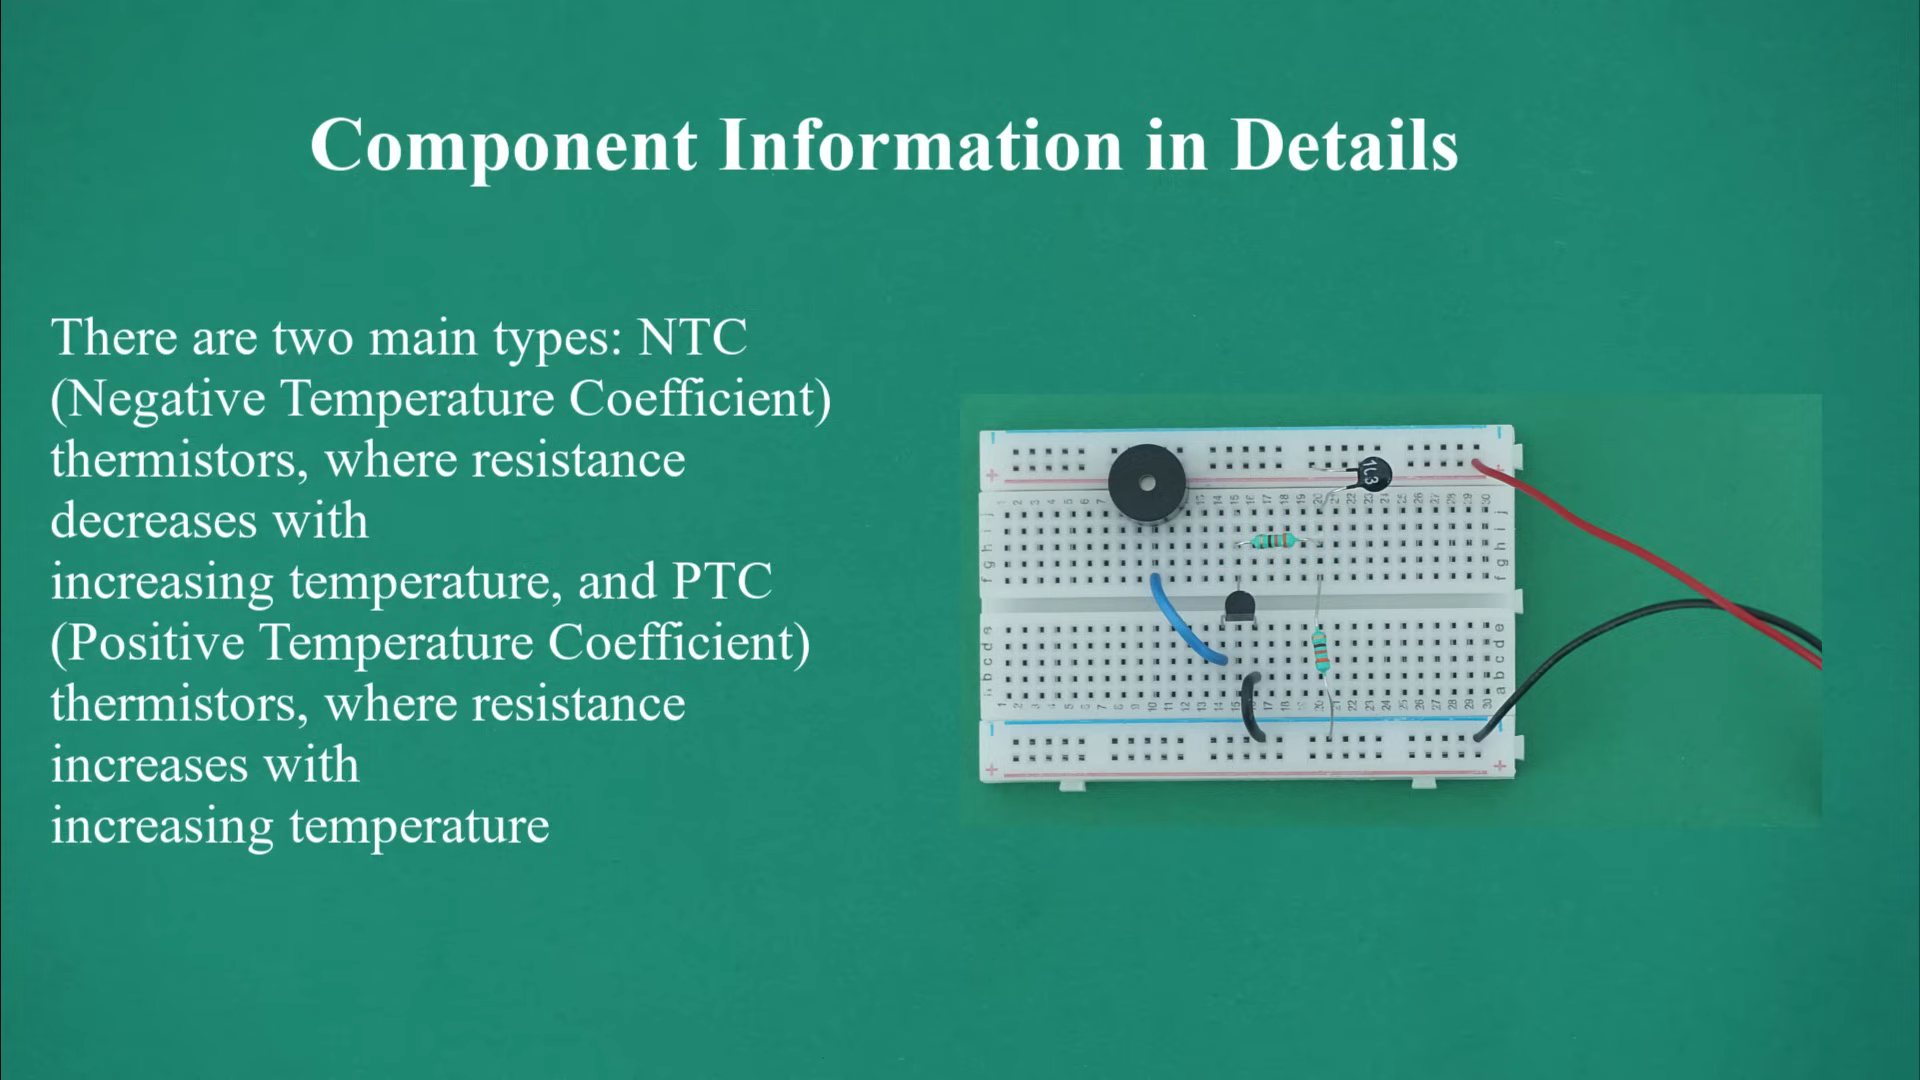 Component Information in Details
There are two main types: NTC
(Negative Temperature Coefficient)
thermistors, where resistance
decreases with
increasing temperature, and PTC
(Positive Temperature Coefficient)
thermistors, where resistance
increases with
increasing temperature